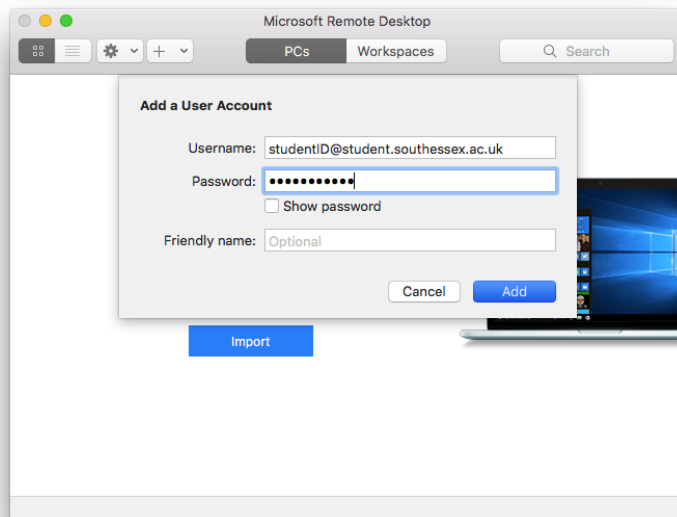 Microsoft Remote Desktop
PCs Workspaces Search
Add a User Account
Username: studentID@student.southessex.ac.uk
Password: •••••••••••
Show password
Friendly name: Optional
Cancel Add
Import